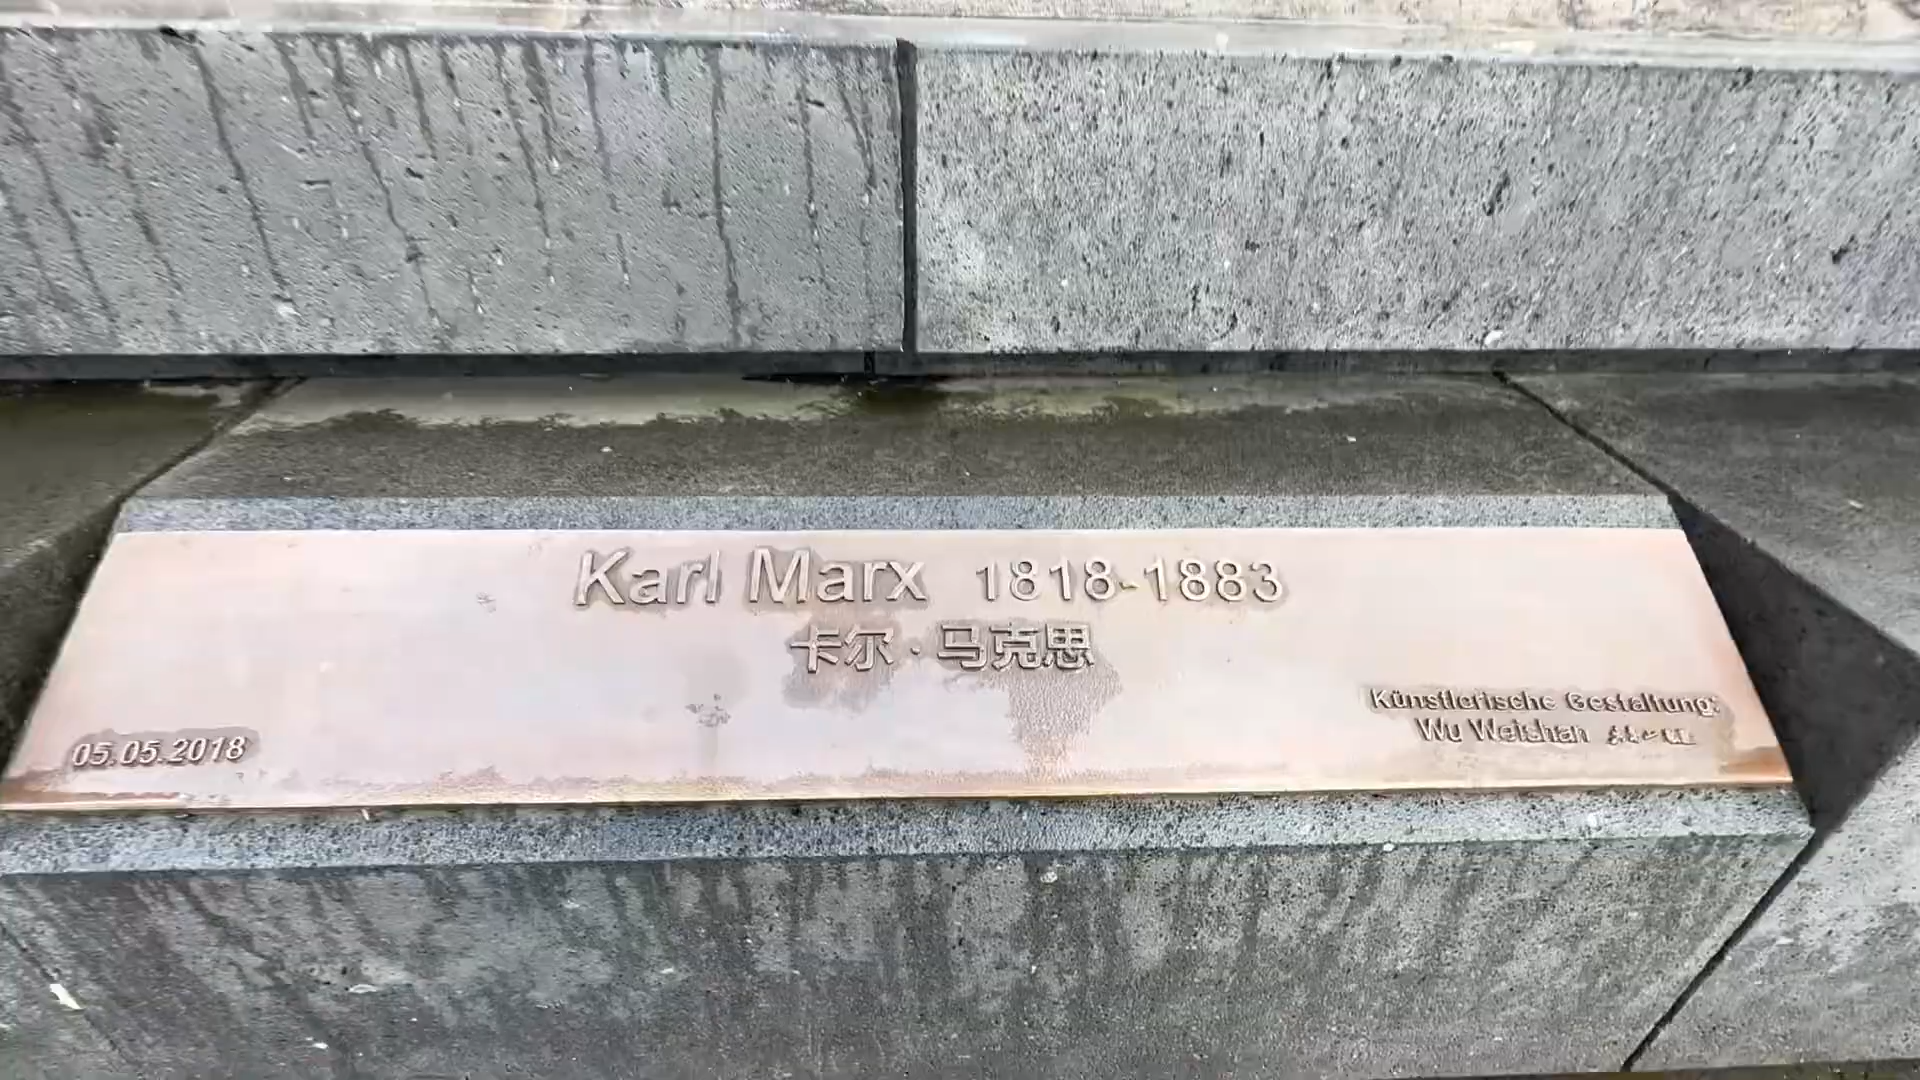 Karl Marx 1818-1883
卡尔·马克思
05.05.2018
Künstlerische Gestaltung:
Wu Weishan